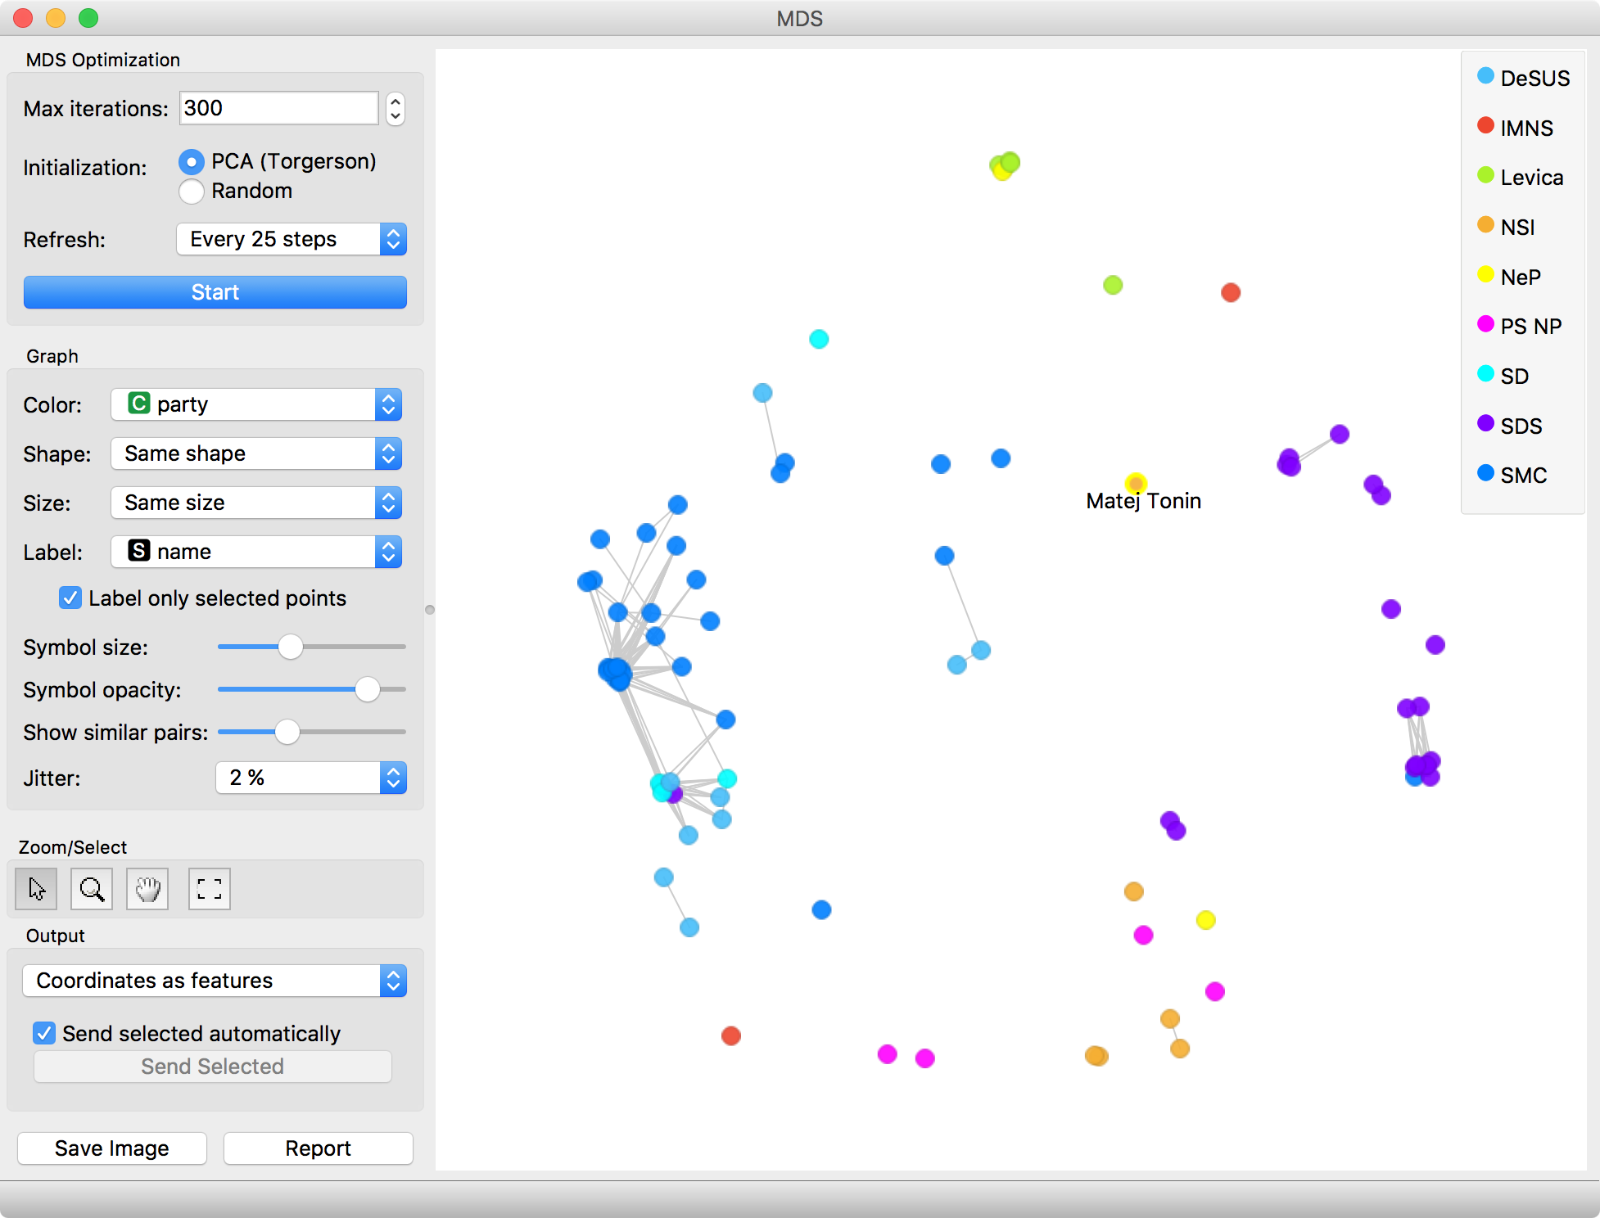 MDS
MDS Optimization
Max iterations: 300
Initialization: PCA (Torgerson)
Random
Refresh: Every 25 steps
Start
Graph
Color: C party
Shape: Same shape
Size: Same size
Label: S name
Label only selected points
Symbol size:
Symbol opacity:
Show similar pairs:
Jitter: 2 %
Zoom/Select
Output
Coordinates as features
Send selected automatically
Send Selected
Save Image Report
Matej Tonin
DeSUS
IMNS
Levica
NSI
NeP
PS NP
SD
SDS
SMC